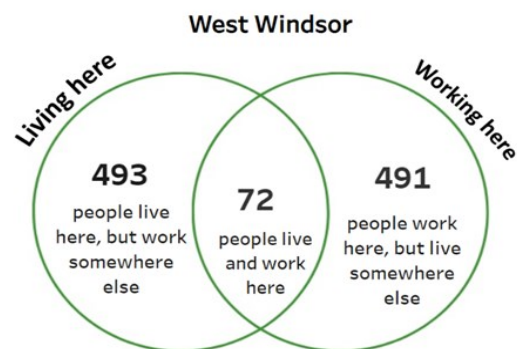 West Windsor
Living here
Working here
493
people live
here, but work
somewhere
else
72
people live
and work
here
491
people work
here, but live
somewhere
else